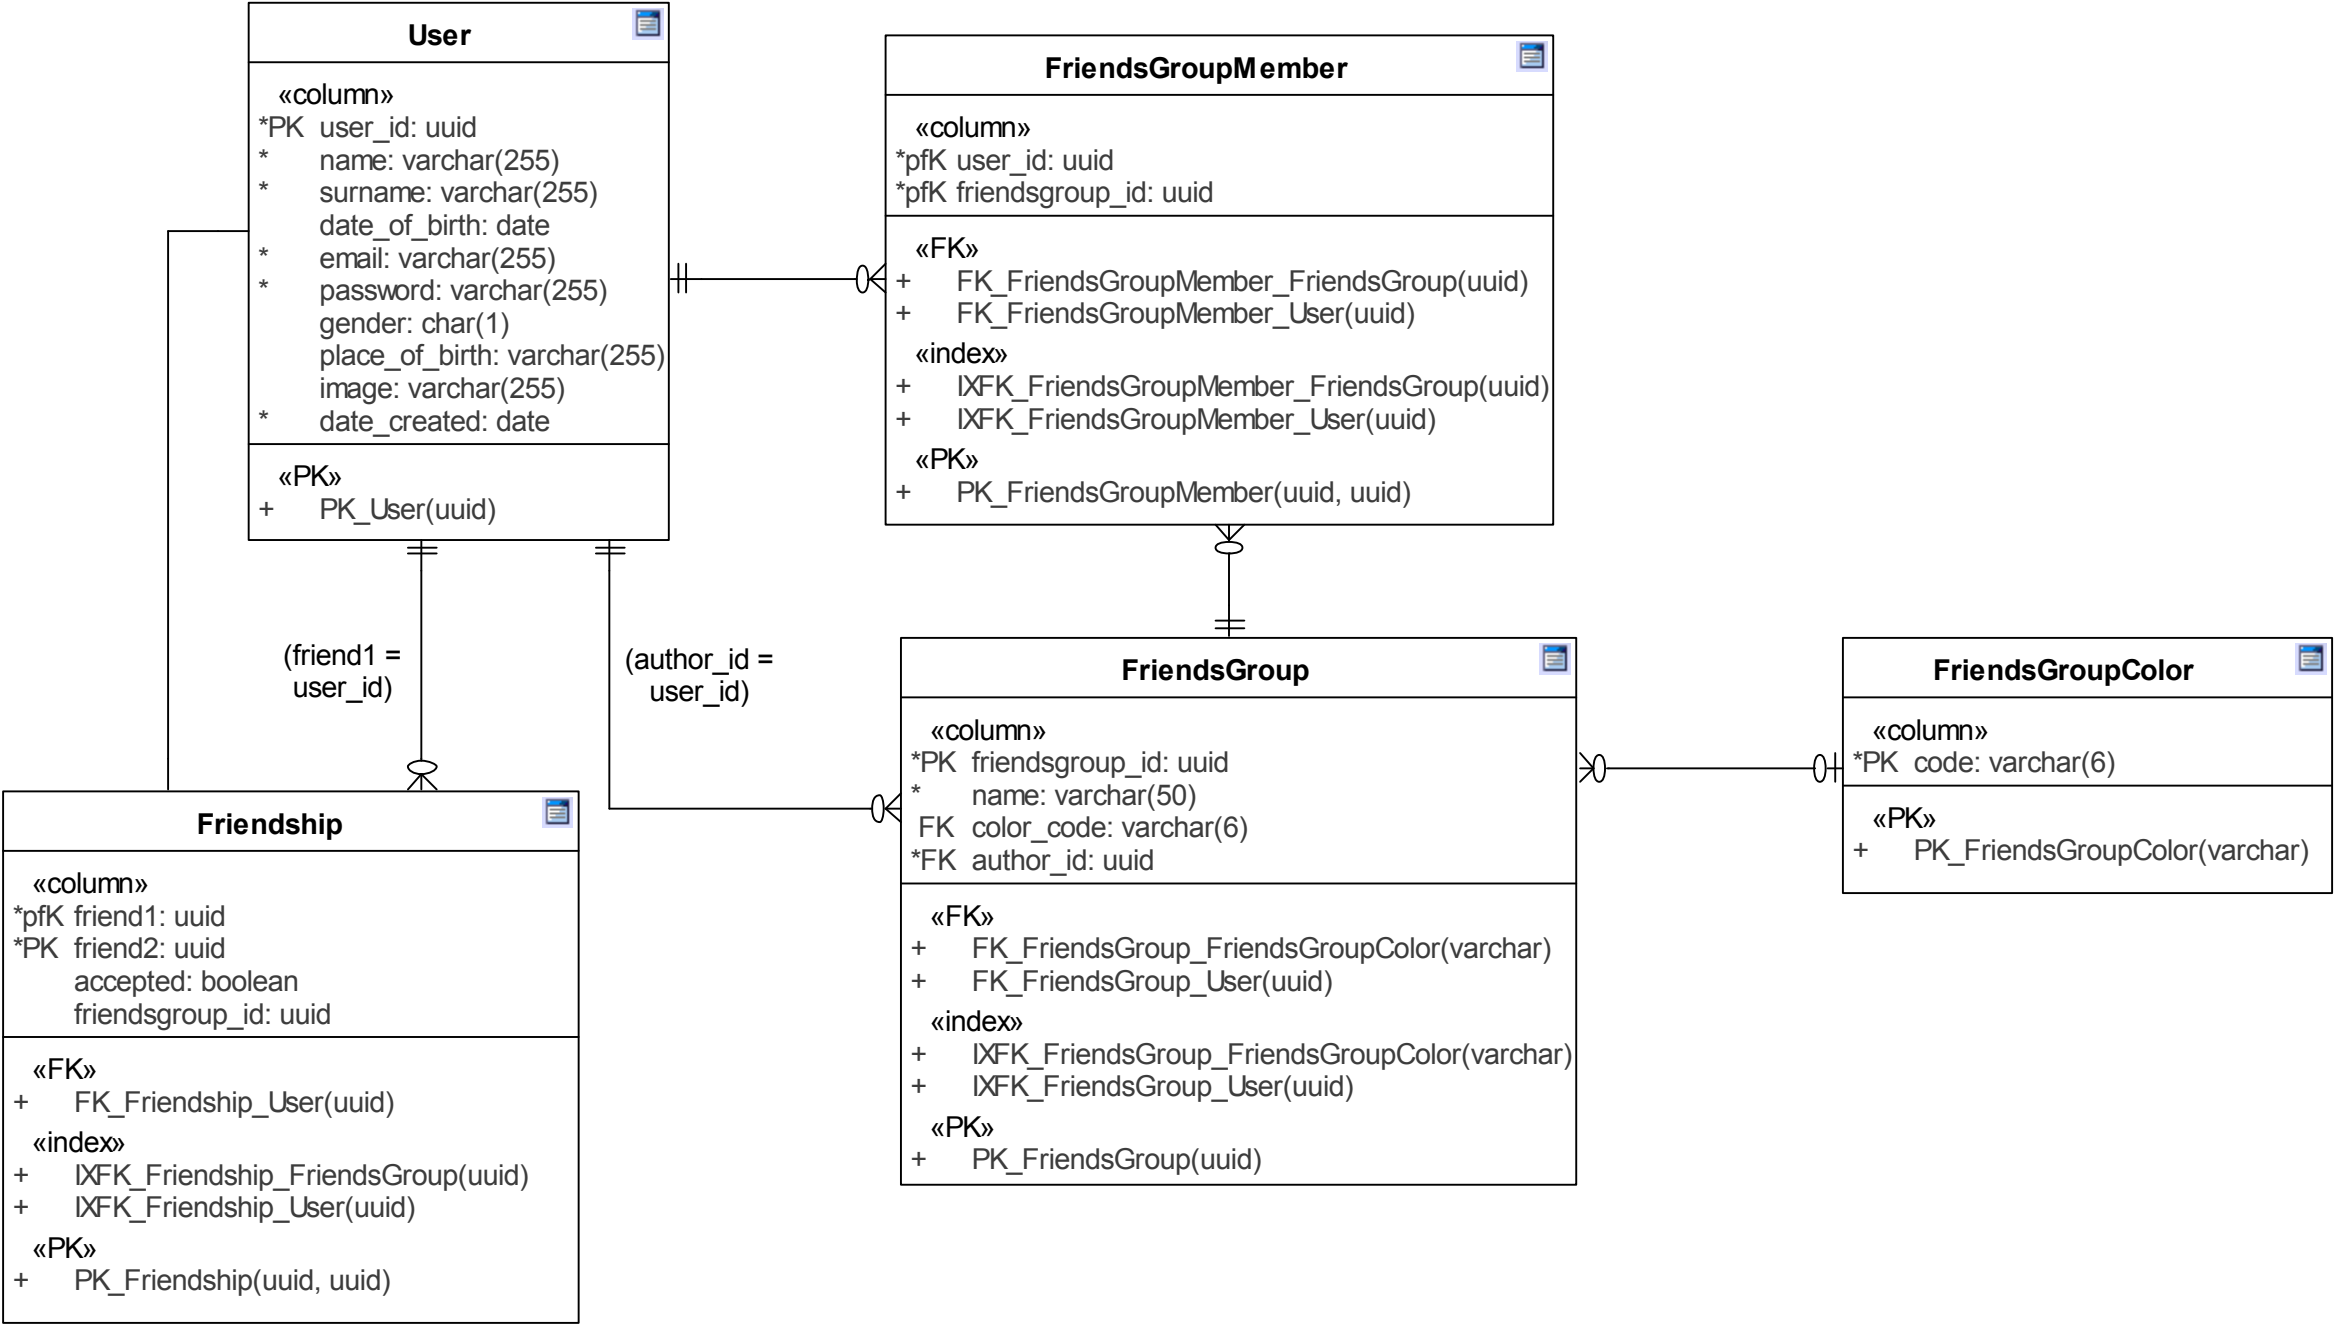 User
«column»
*PK user_id: uuid
* name: varchar(255)
* surname: varchar(255)
date_of_birth: date
* email: varchar(255)
* password: varchar(255)
gender: char(1)
place_of_birth: varchar(255)
image: varchar(255)
* date_created: date
«PK»
+ PK_User(uuid)
FriendsGroupMember
«column»
*pfK user_id: uuid
*pfK friendsgroup_id: uuid
«FK»
+ FK_FriendsGroupMember_FriendsGroup(uuid)
+ FK_FriendsGroupMember_User(uuid)
«index»
+ IXFK_FriendsGroupMember_FriendsGroup(uuid)
+ IXFK_FriendsGroupMember_User(uuid)
«PK»
+ PK_FriendsGroupMember(uuid, uuid)
(friend1 =
user_id)
(author_id =
user_id)
Friendship
«column»
*pfK friend1: uuid
*PK friend2: uuid
accepted: boolean
friendsgroup_id: uuid
«FK»
+ FK_Friendship_User(uuid)
«index»
+ IXFK_Friendship_FriendsGroup(uuid)
+ IXFK_Friendship_User(uuid)
«PK»
+ PK_Friendship(uuid, uuid)
FriendsGroup
«column»
*PK friendsgroup_id: uuid
* name: varchar(50)
FK color_code: varchar(6)
*FK author_id: uuid
«FK»
+ FK_FriendsGroup_FriendsGroupColor(varchar)
+ FK_FriendsGroup_User(uuid)
«index»
+ IXFK_FriendsGroup_FriendsGroupColor(varchar)
+ IXFK_FriendsGroup_User(uuid)
«PK»
+ PK_FriendsGroup(uuid)
FriendsGroupColor
«column»
*PK code: varchar(6)
«PK»
+ PK_FriendsGroupColor(varchar)